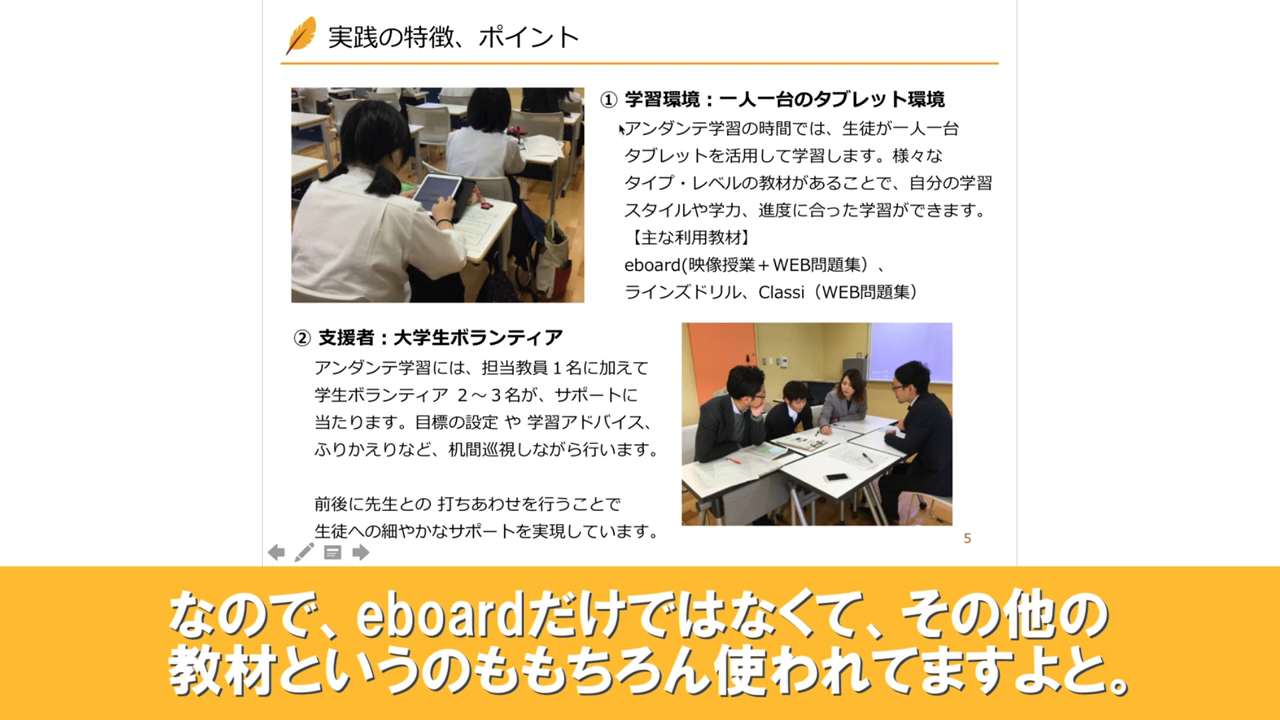 実践の特徴、ポイント
① 学習環境：一人一台のタブレット環境
アンダンテ学習の時間では、生徒が一人一台
タブレットを活用して学習します。様々な
タイプ・レベルの教材があることで、自分の学習
スタイルや学力、進度に合った学習ができます。
【主な利用教材】
eboard(映像授業＋WEB問題集）、
ラインズドリル、Classi（WEB問題集）
② 支援者：大学生ボランティア
アンダンテ学習には、担当教員１名に加えて
学生ボランティア ２～３名が、サポートに
当たります。目標の設定 や 学習アドバイス、
ふりかえりなど、机間巡視しながら行います。
前後に先生との 打ちあわせを行うことで
生徒への細やかなサポートを実現しています。
5
なので、eboardだけではなくて、その他の
教材というのももちろん使われてますよと。